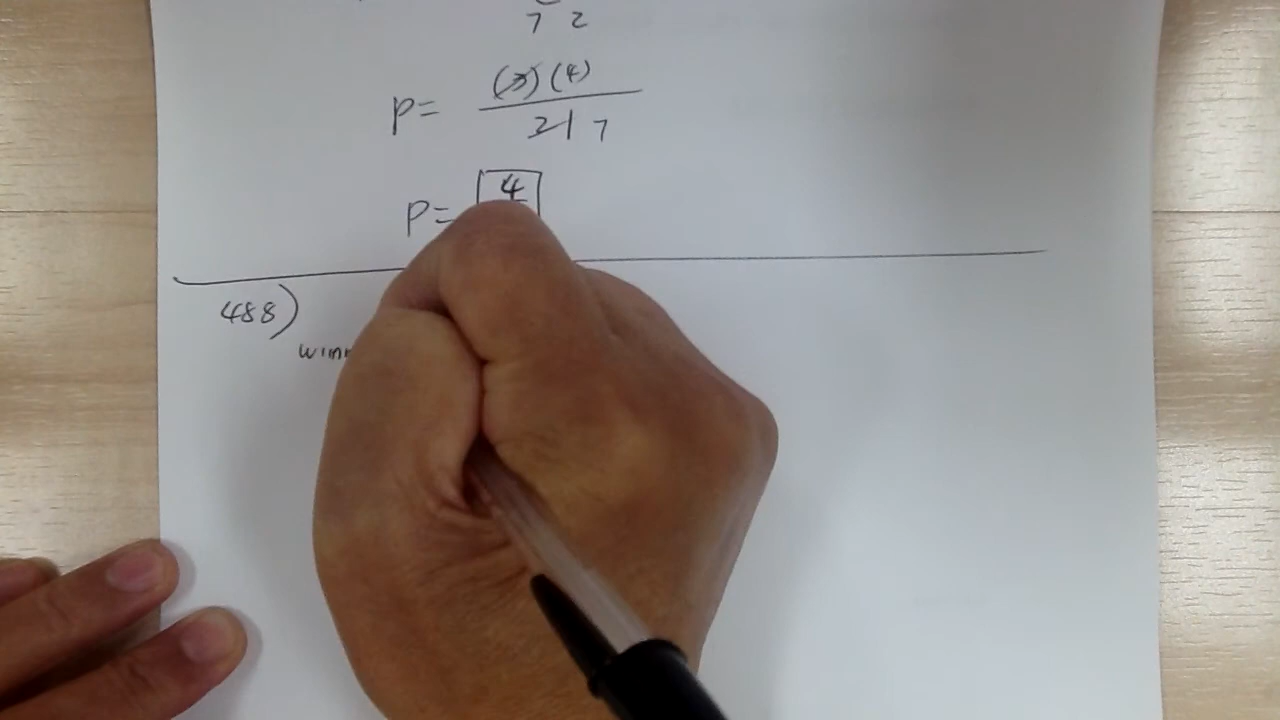 7 2
P= (3)(4)
21 7
P= 4
488)